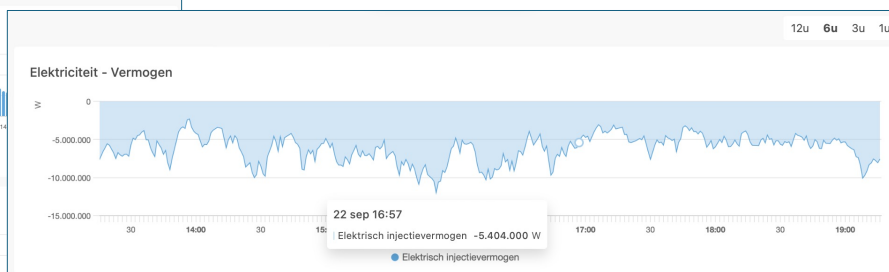 12u 6u 3u 1u
Elektriciteit - Vermogen
W
0
-5.000.000
-10.000.000
-15.000.000
30 14:00 30 15: 17:00 30 18:00 30 19:00
22 sep 16:57
Elektrisch injectievermogen -5.404.000 W
Elektrisch injectievermogen
14